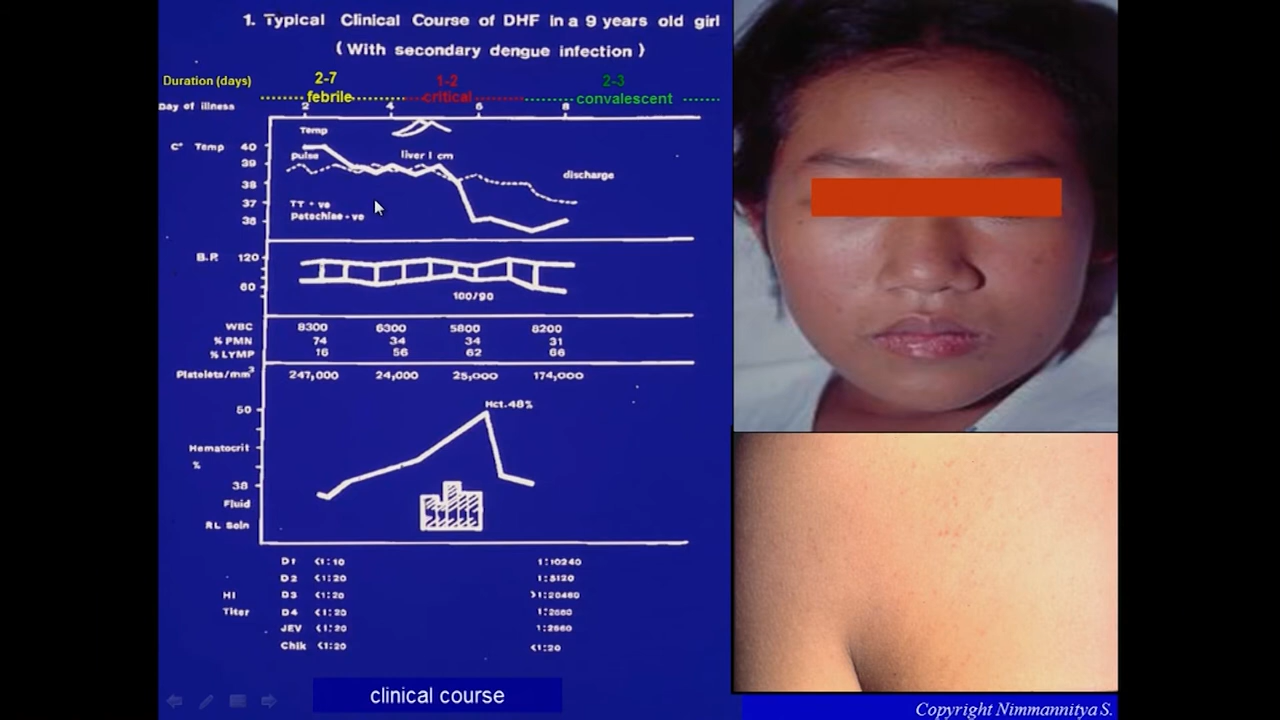 1. Typical Clinical Course of DHF in a 9 years old girl
(With secondary dengue infection)
Duration (days) 2-7 1-2 2-3
febrile critical convalescent
Day of illness 2 4 6 8
Temp
C° Temp 40
pulse liver 1 cm
39
discharge
38
TT + ve 37
Petechiae - ve
36
B.P. 120
60
100/90
WBC 8300 6300 5800 8200
% PMN 74 34 34 31
% LYMP 16 56 62 66
Platelets/mm3 247,000 24,000 25,000 174,000
Hct. 48%
50
Hematocrit
%
38
Fluid
RL Soln
D1 <1:10 1:10240
D2 <1:20 1:5120
HI D3 <1:20 >1:20480
Titer D4 <1:20 1:2560
JEV <1:20 1:2560
Chik <1:20 <1:20
clinical course
Copyright Nimmannitya S.